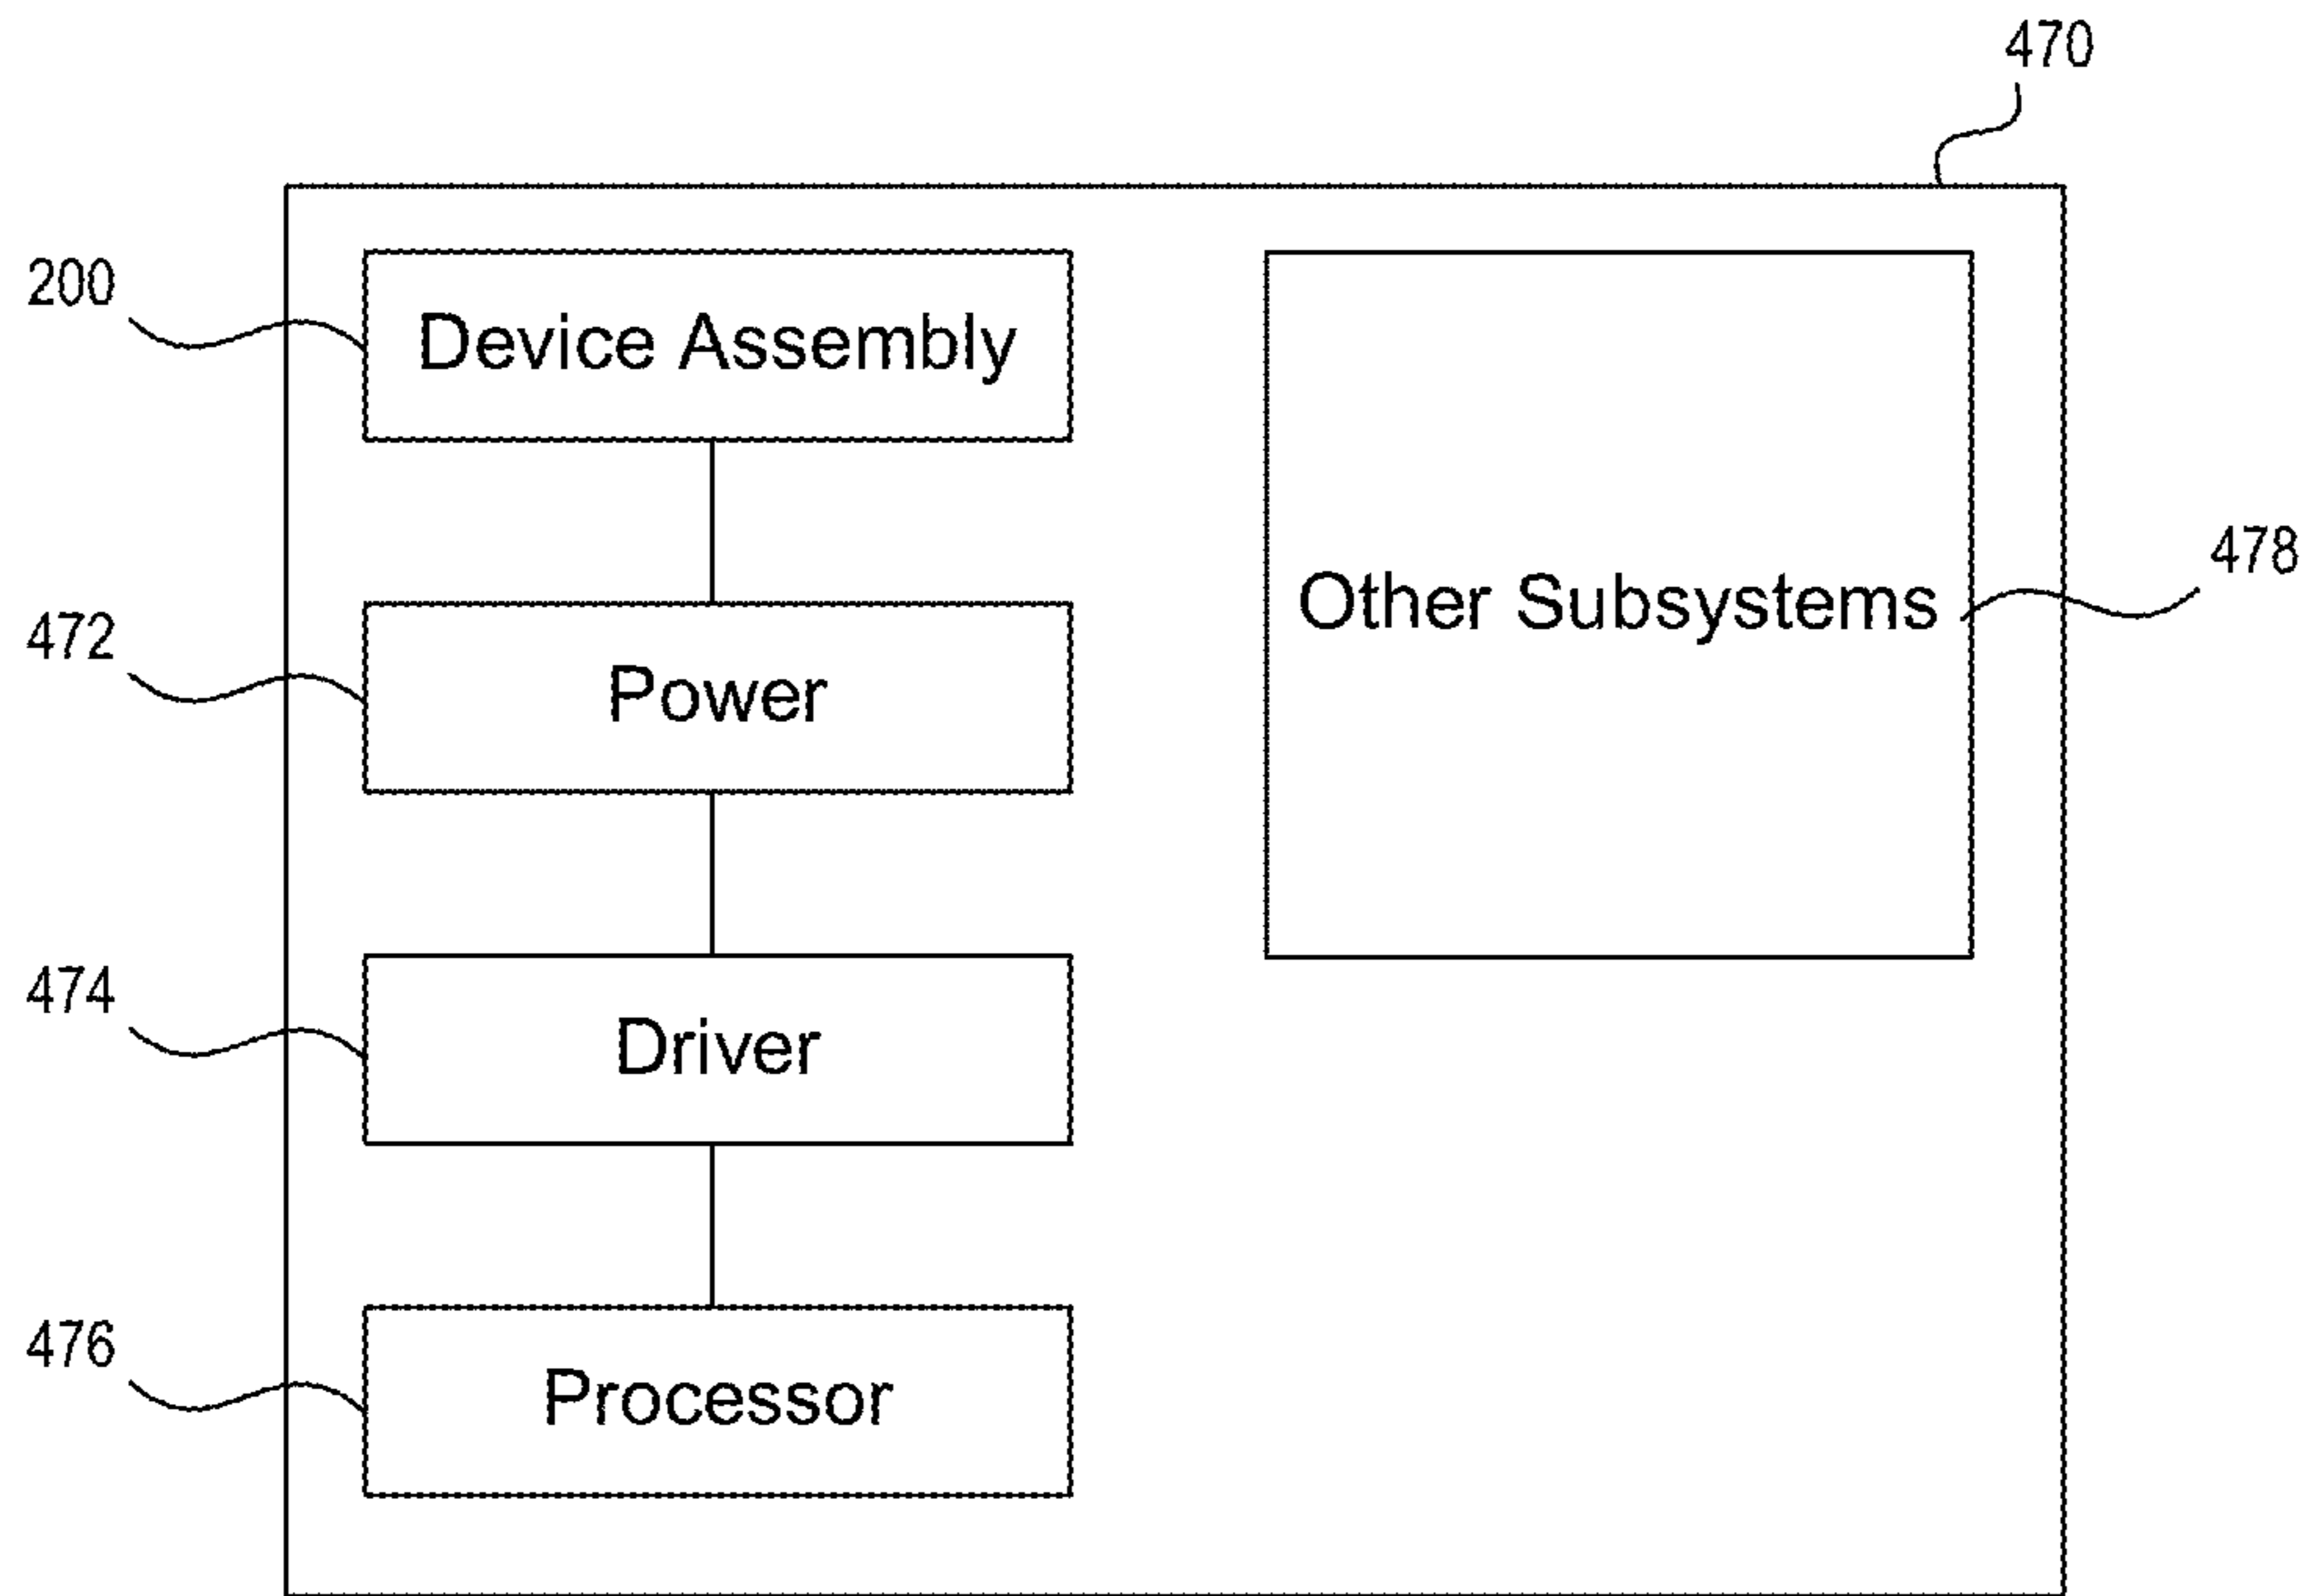 470
200
Device Assembly
478
Other Subsystems
472
Power
474
Driver
476
Processor